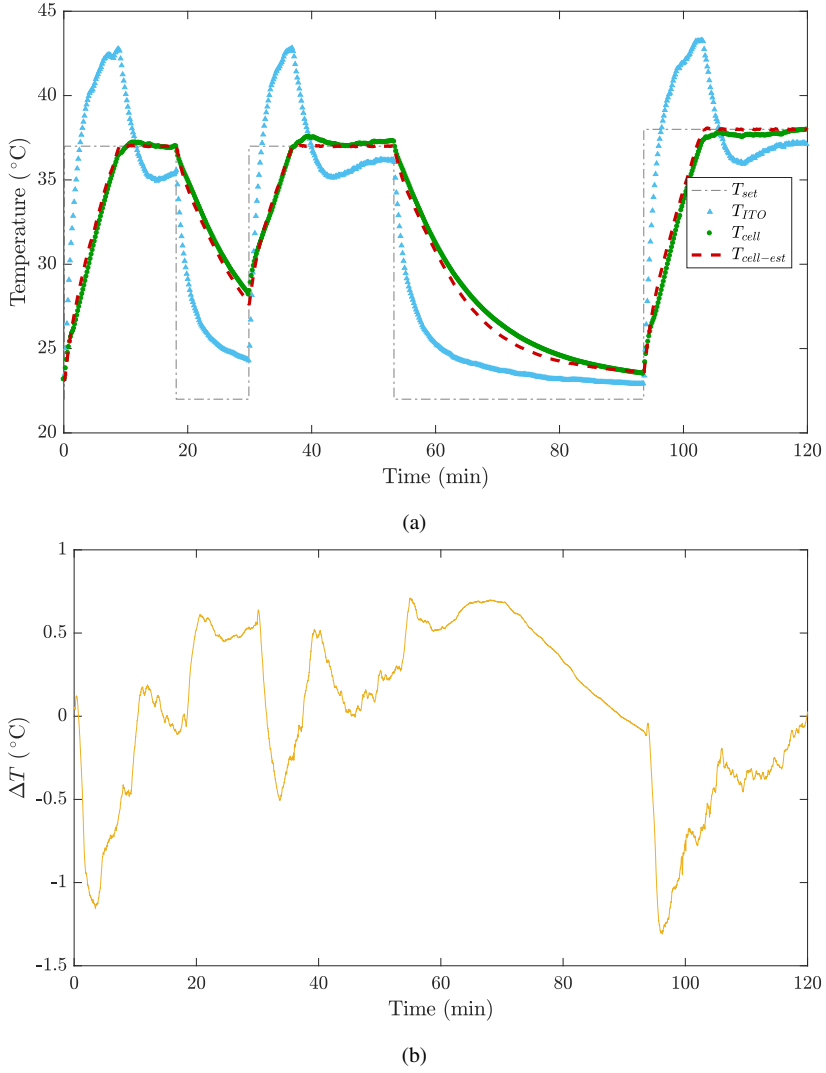 45
40
35
30
25
20
Temperature (°C)
0 20 40 60 80 100 120
Time (min)
T_set
T_ITO
T_cell
T_cell−est
(a)
1
0.5
0
-0.5
-1
-1.5
ΔT (°C)
0 20 40 60 80 100 120
Time (min)
(b)